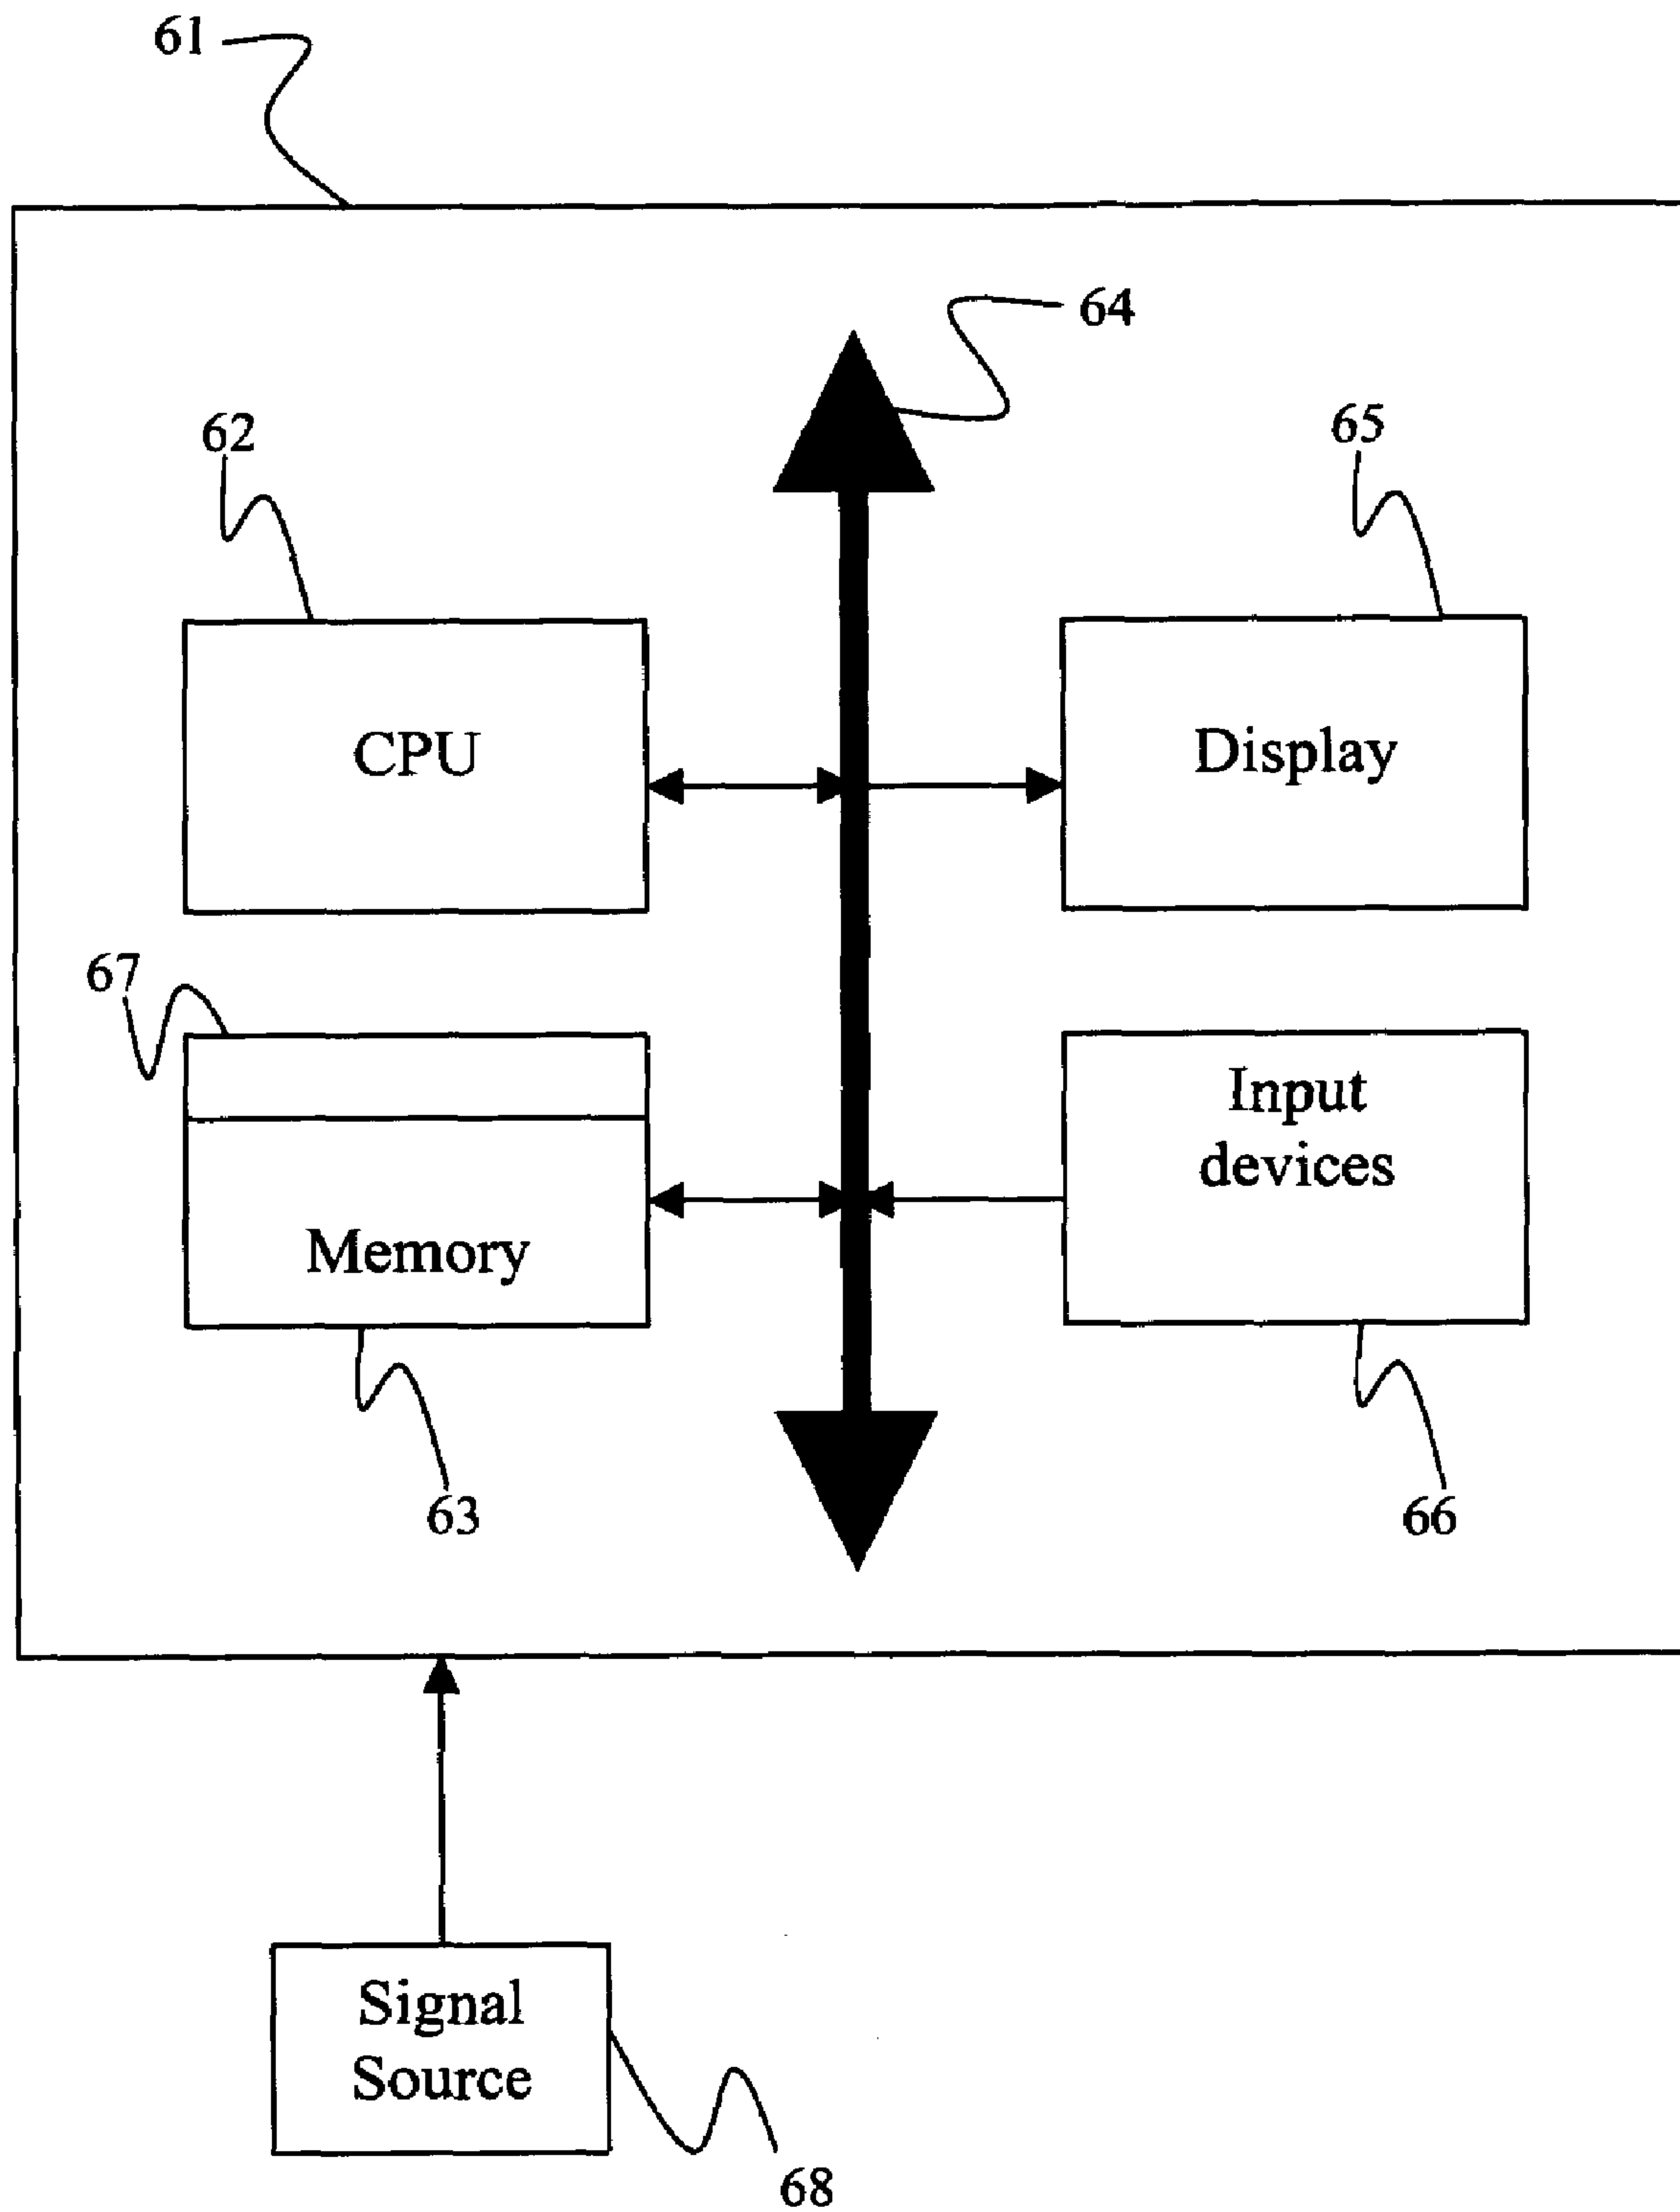 61
64
62
65
CPU
Display
67
Input
devices
Memory
63
66
Signal
Source
68